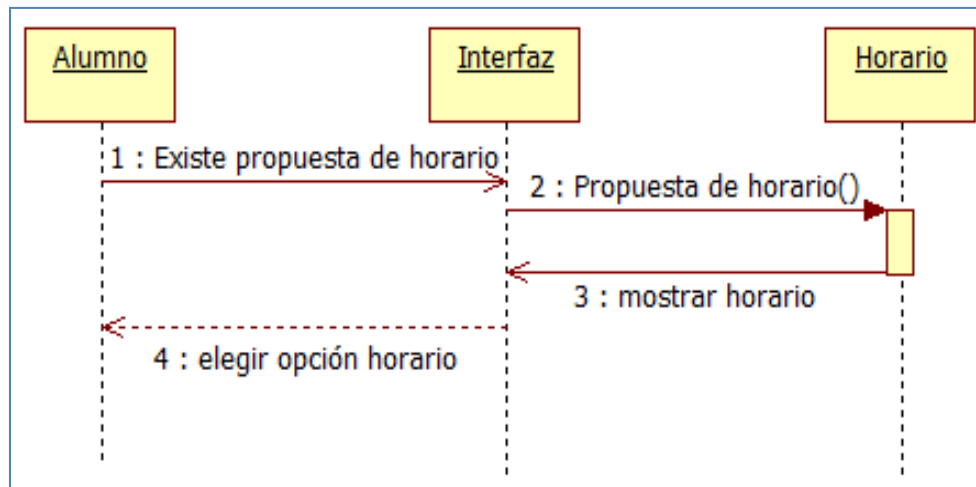 Alumno
Interfaz
Horario
1 : Existe propuesta de horario
2 : Propuesta de horario()
3 : mostrar horario
4 : elegir opción horario